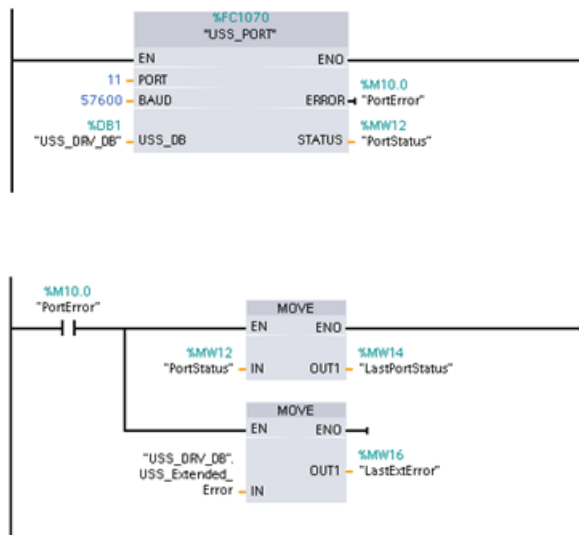 %FC1070
"USS_PORT"
EN ENO
11 PORT %M10.0
57600 BAUD ERROR "PortError"
%DB1 %MW12
"USS_DRV_DB" USS_DB STATUS "PortStatus"
%M10.0
"PortError" MOVE
EN ENO
%MW12 %MW14
"PortStatus" IN OUT1 "LastPortStatus"
MOVE
EN ENO
"USS_DRV_DB". %MW16
USS_Extended_ OUT1 "LastExtError"
Error IN